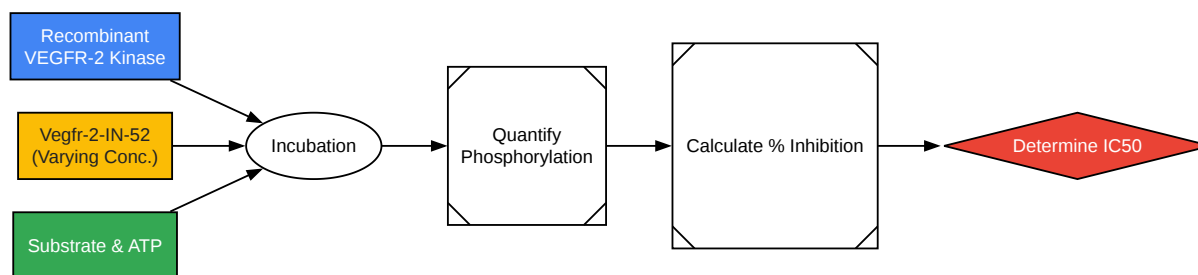 Recombinant
VEGFR-2 Kinase
Vegfr-2-IN-52
(Varying Conc.)
Substrate & ATP
Incubation
Quantify
Phosphorylation
Calculate % Inhibition
Determine IC50